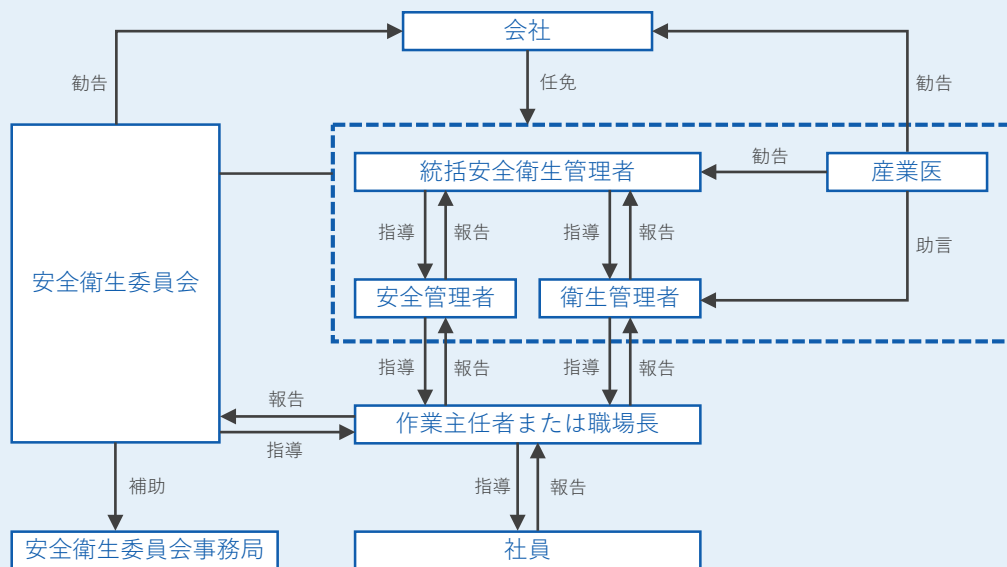 会社
勧告
任免
勧告
統括安全衛生管理者
勧告
産業医
指導
報告
指導
報告
助言
安全衛生委員会
安全管理者
衛生管理者
指導
報告
指導
報告
報告
作業主任者または職場長
指導
補助
指導
報告
安全衛生委員会事務局
社員